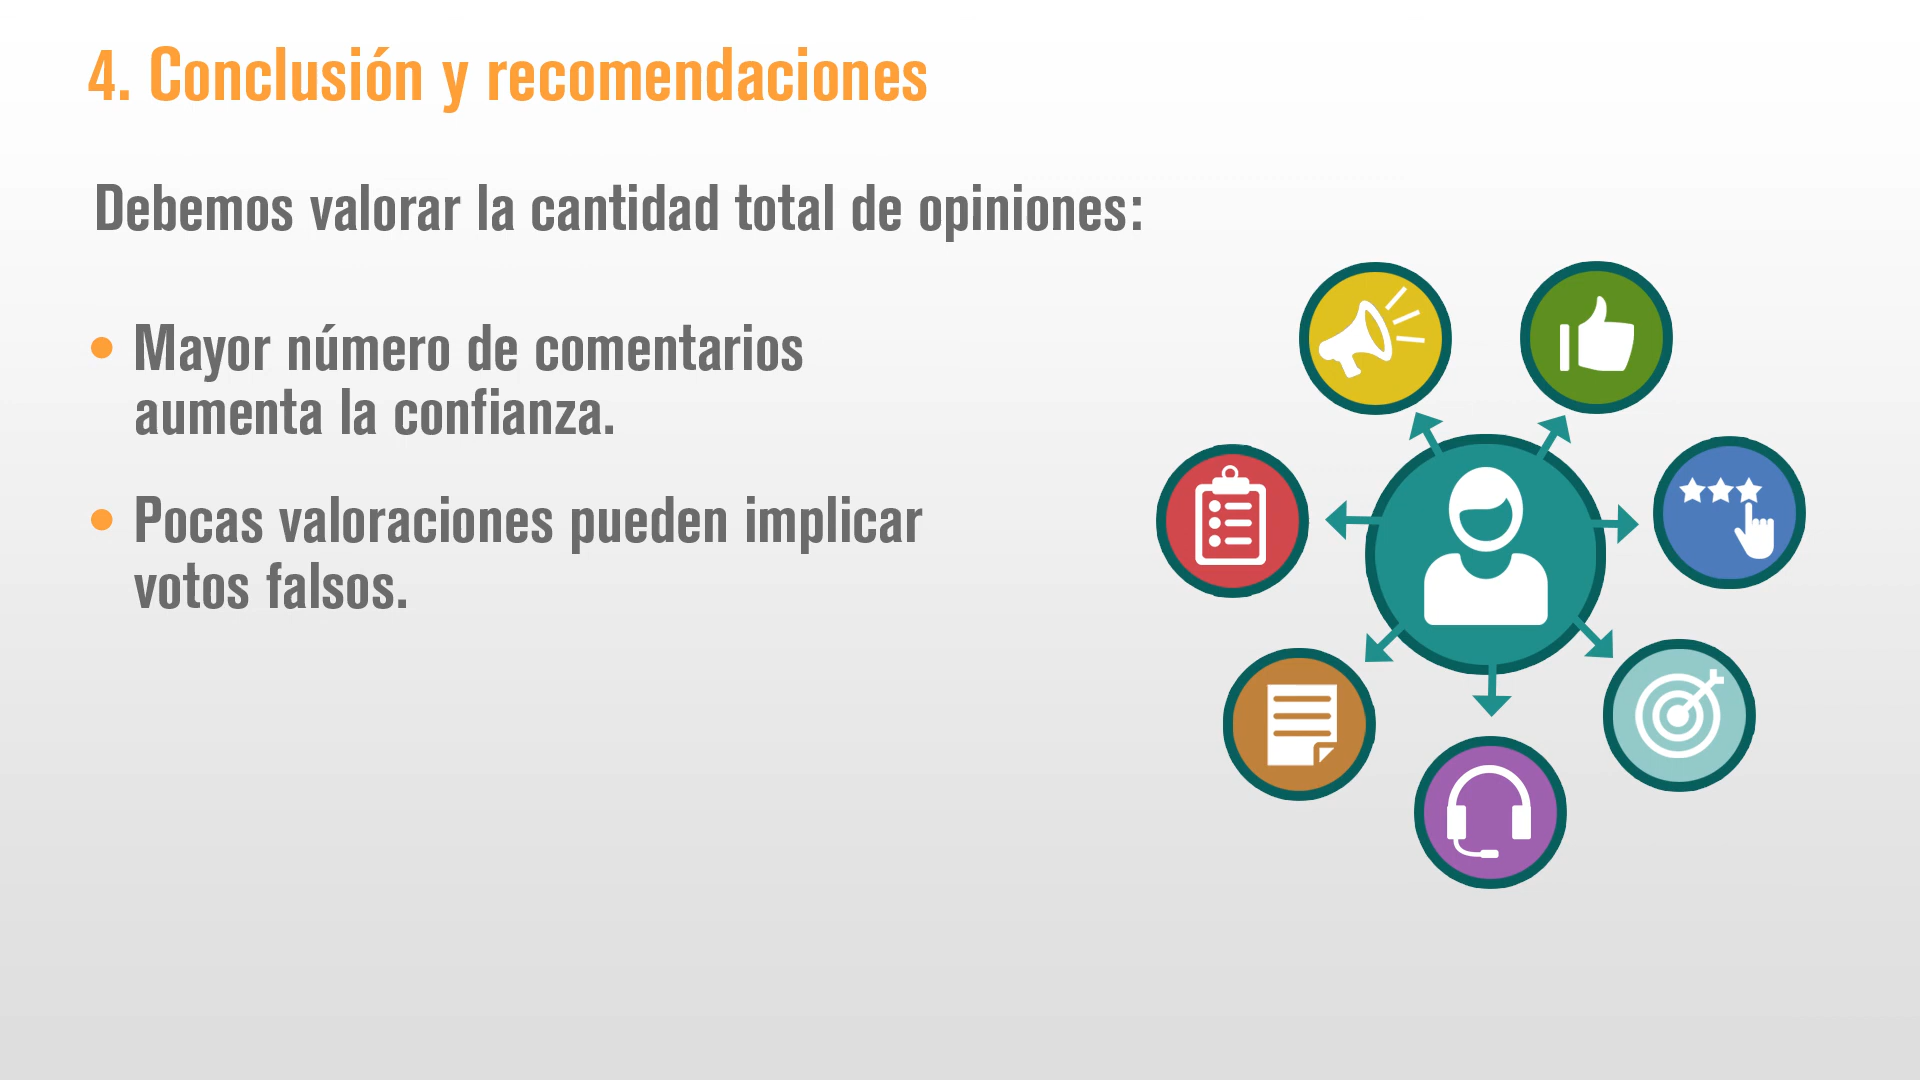 4. Conclusión y recomendaciones
Debemos valorar la cantidad total de opiniones:
• Mayor número de comentarios
aumenta la confianza.
• Pocas valoraciones pueden implicar
votos falsos.